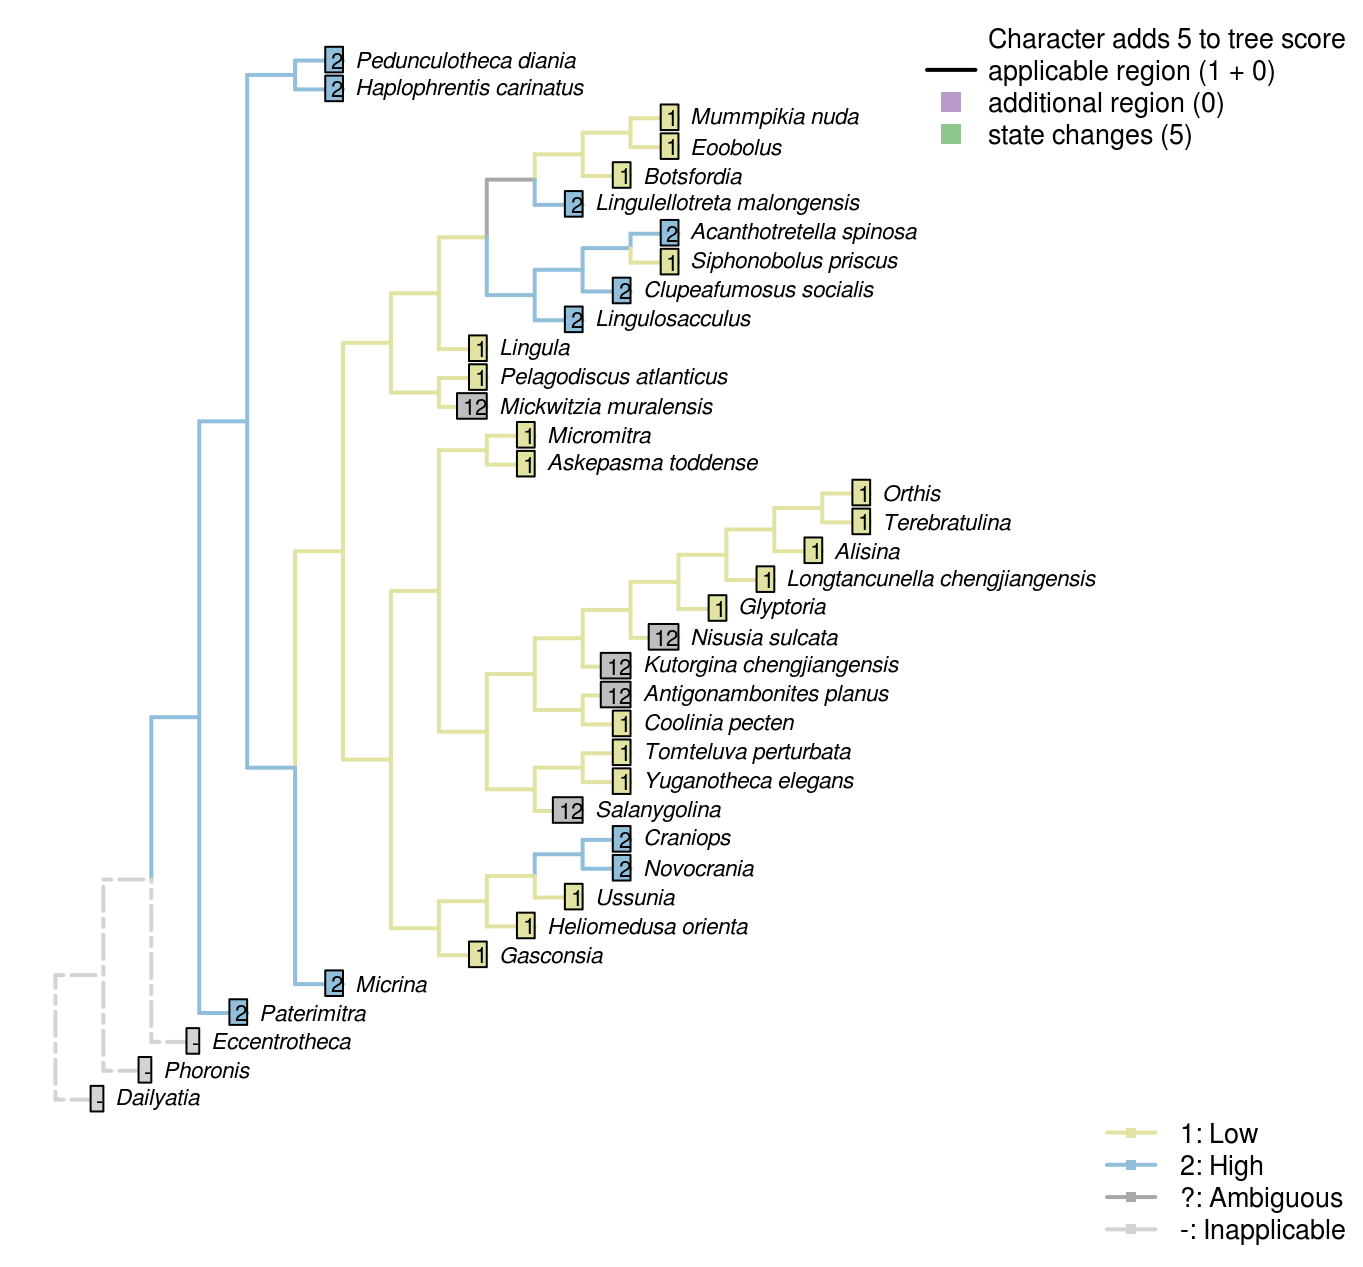 Character adds 5 to tree score
applicable region (1 + 0)
additional region (0)
state changes (5)
2 Pedunculotheca diania
2 Haplophrentis carinatus
1 Mummpikia nuda
1 Eoobolus
1 Botsfordia
2 Lingulellotreta malongensis
2 Acanthotretella spinosa
1 Siphonobolus priscus
2 Clupeafumosus socialis
2 Lingulosacculus
1 Lingula
1 Pelagodiscus atlanticus
12 Mickwitzia muralensis
1 Micromitra
1 Askepasma toddense
1 Orthis
1 Terebratulina
1 Alisina
1 Longtancunella chengjiangensis
1 Glyptoria
12 Nisusia sulcata
12 Kutorgina chengjiangensis
12 Antigonambonites planus
1 Coolinia pecten
1 Tomteluva perturbata
1 Yuganotheca elegans
12 Salanygolina
2 Craniops
2 Novocrania
1 Ussunia
1 Heliomedusa orienta
1 Gasconsia
2 Micrina
2 Paterimitra
- Eccentrotheca
- Phoronis
- Dailyatia
1: Low
2: High
?: Ambiguous
-: Inapplicable